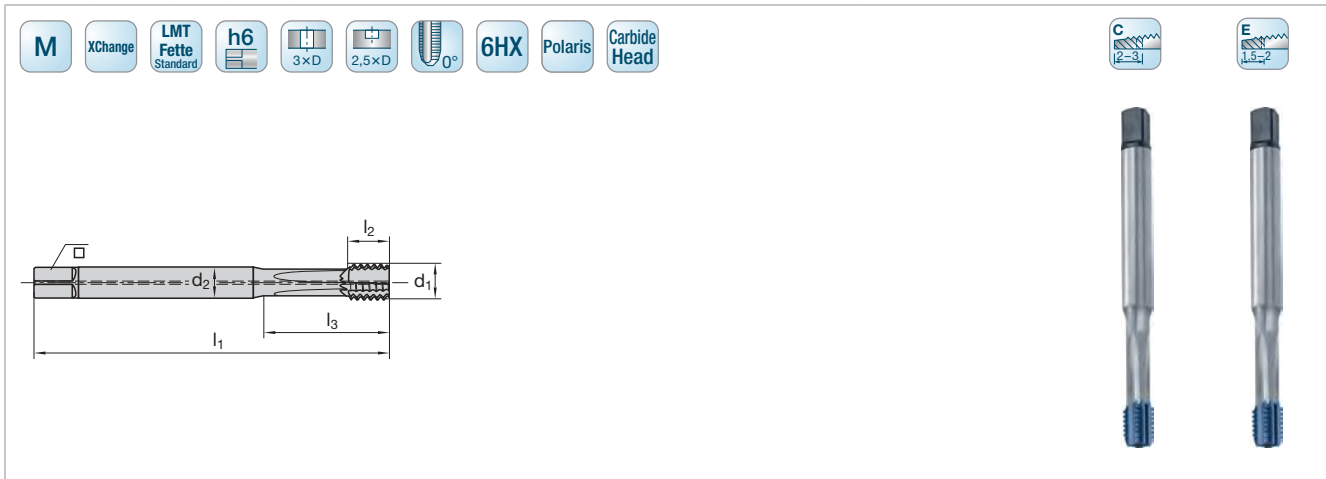 M
XChange
LMT
Fette
Standard
h6
3×D
2,5×D
0°
6HX
Polaris
Carbide
Head
C
2–3
E
1,5–2
l2
d2
d1
l3
l1